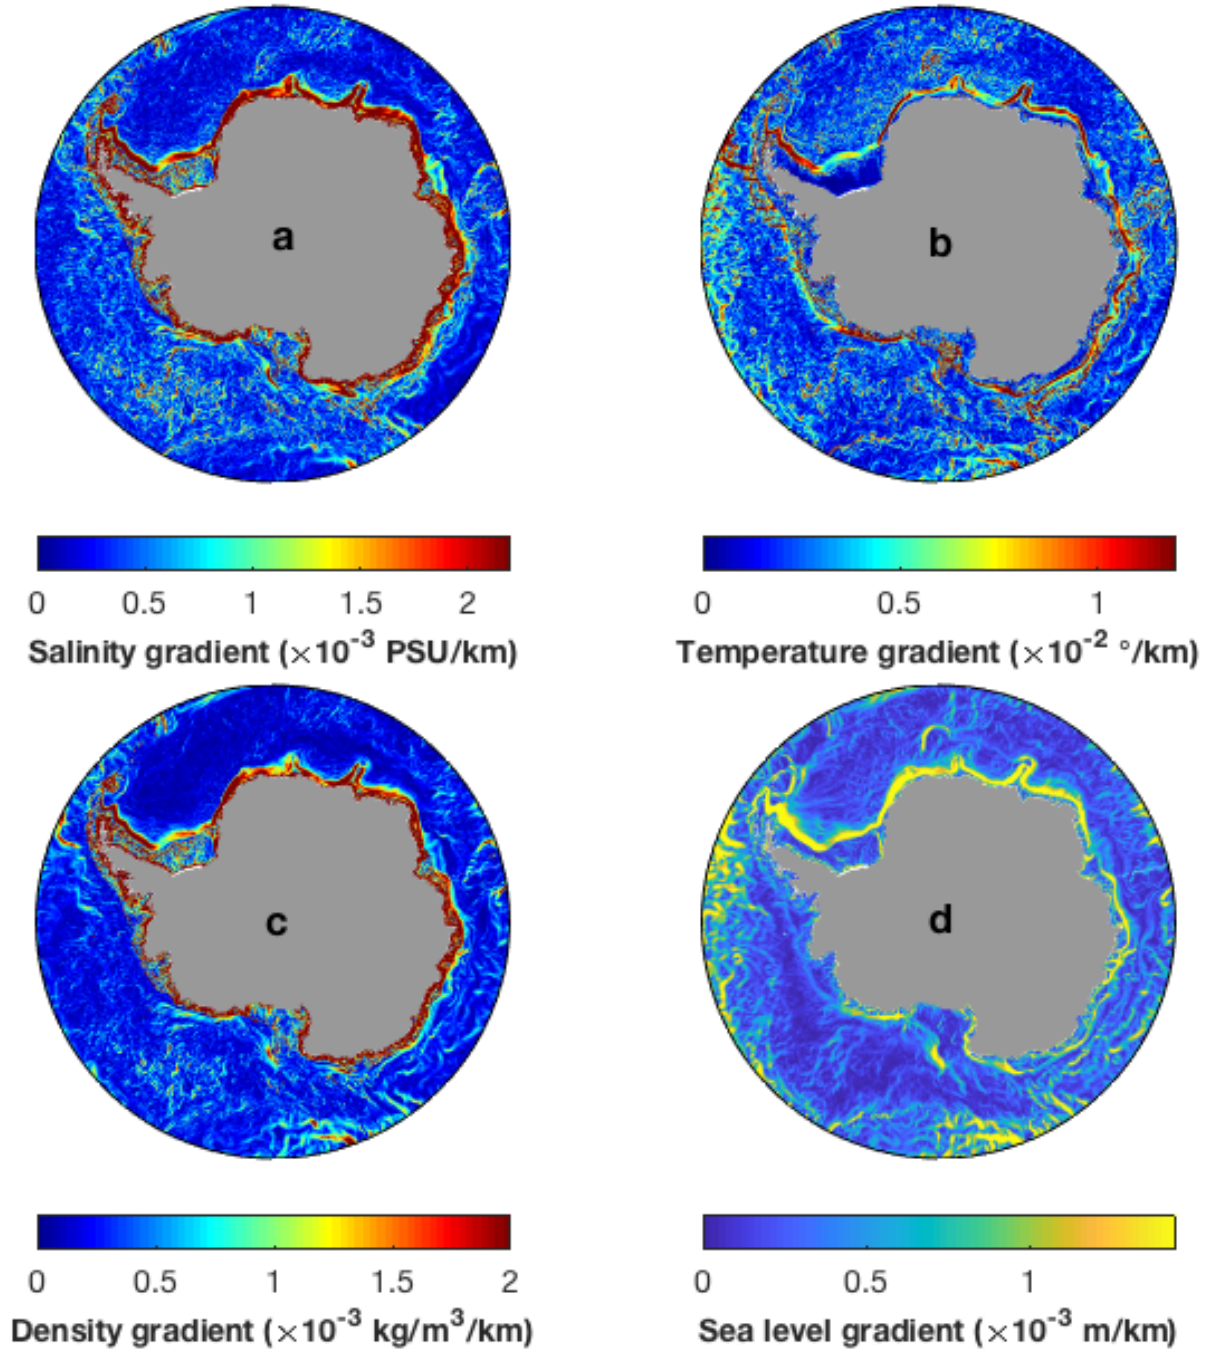 a
b
0 0.5 1 1.5 2
0 0.5 1
Salinity gradient (×10⁻³ PSU/km)
Temperature gradient (×10⁻² °/km)
c
d
0 0.5 1 1.5 2
0 0.5 1
Density gradient (×10⁻³ kg/m³/km)
Sea level gradient (×10⁻³ m/km)